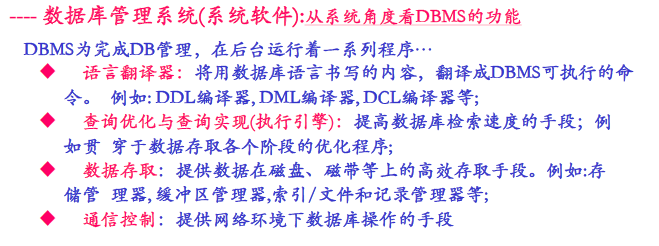 ---- 数据库管理系统(系统软件):从系统角度看DBMS的功能
DBMS为完成DB管理，在后台运行着一系列程序…
◆ 语言翻译器：将用数据库语言书写的内容，翻译成DBMS可执行的命
令。 例如: DDL编译器, DML编译器, DCL编译器等;
◆ 查询优化与查询实现(执行引擎)：提高数据库检索速度的手段；例
如贯 穿于数据存取各个阶段的优化程序;
◆ 数据存取：提供数据在磁盘、磁带等上的高效存取手段。例如:存
储管 理器, 缓冲区管理器,索引/文件和记录管理器等;
◆ 通信控制：提供网络环境下数据库操作的手段